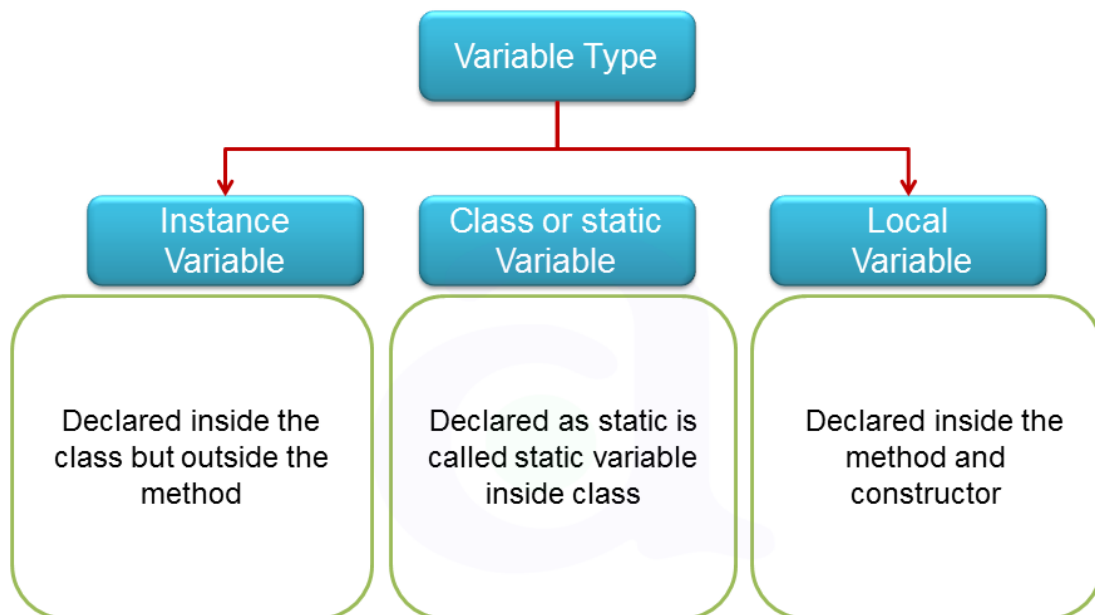 Variable Type
Instance
Variable
Class or static
Variable
Local
Variable
Declared inside the
class but outside the
method
Declared as static is
called static variable
inside class
Declared inside the
method and
constructor